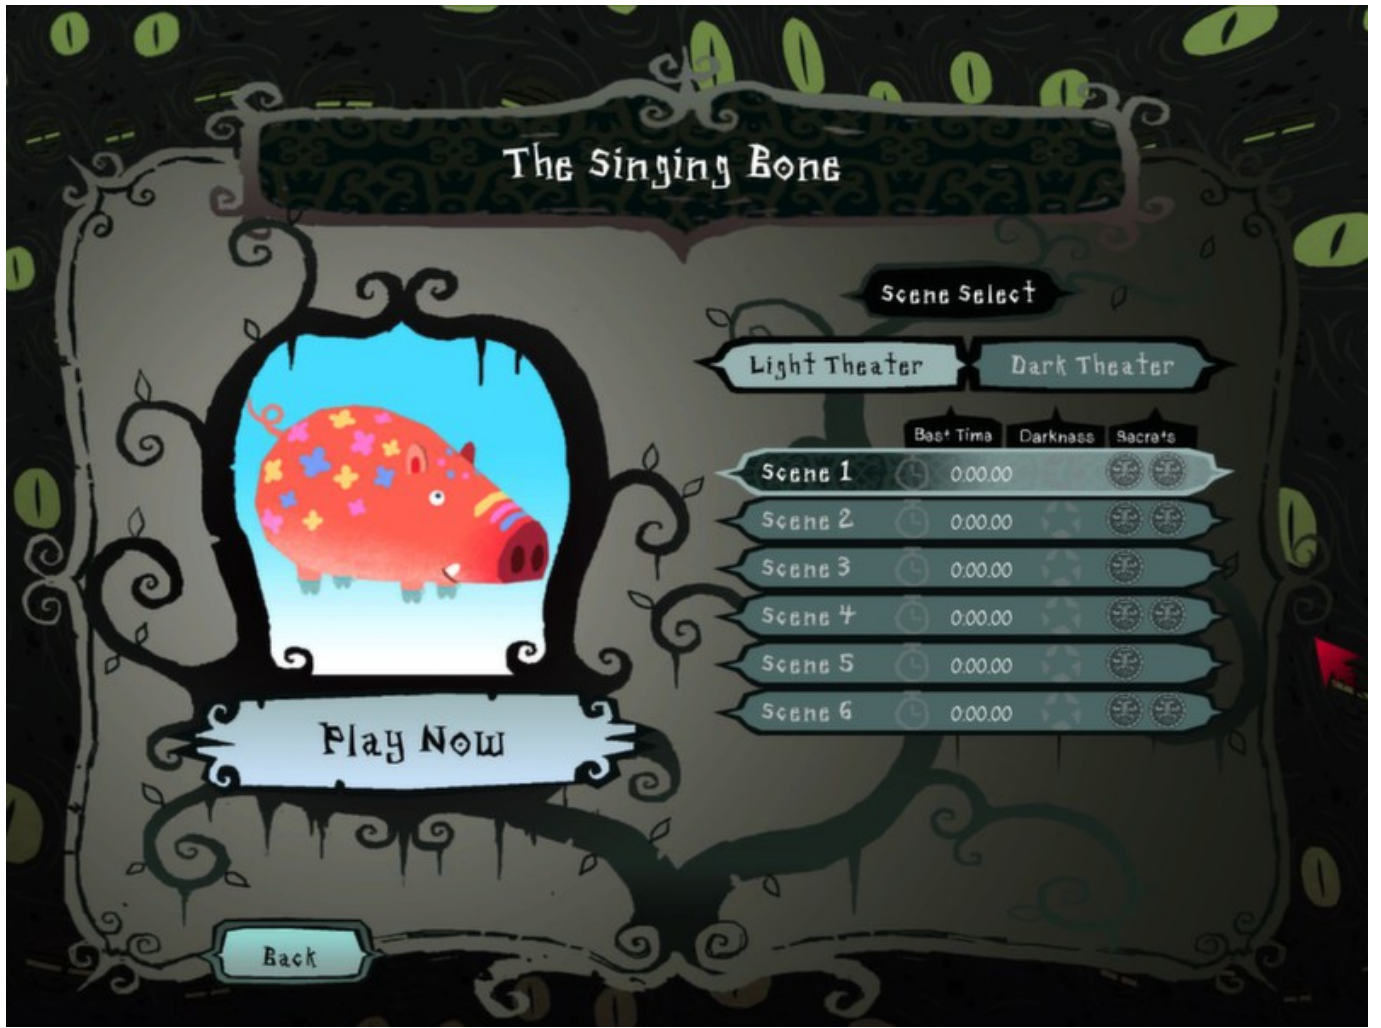 The Singing Bone
Scene Select
Light Theater Dark Theater
Best Time Darkness Secrets
Scene 1 0:00.00
Scene 2 0:00.00
Scene 3 0:00.00
Scene 4 0:00.00
Scene 5 0:00.00
Scene 6 0:00.00
Play Now
Back